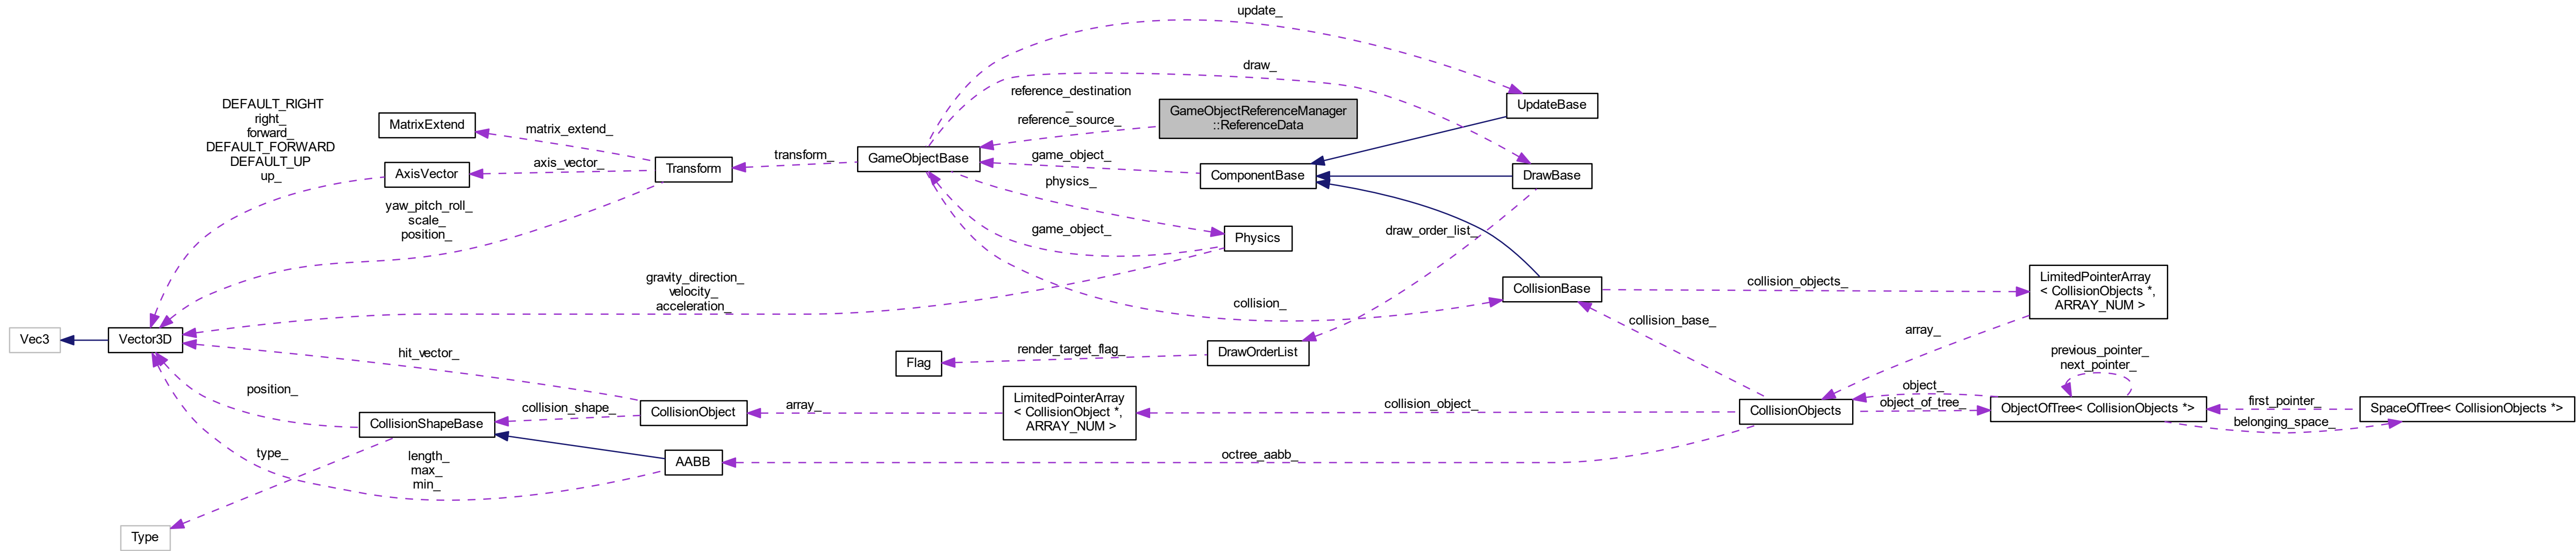 update_
draw_
DEFAULT_RIGHT
right_
forward_
DEFAULT_FORWARD
DEFAULT_UP
up_
MatrixExtend
matrix_extend_
reference_destination
_
reference_source_
GameObjectReferenceManager
::ReferenceData
UpdateBase
AxisVector
axis_vector_
Transform
transform_
GameObjectBase
game_object_
ComponentBase
DrawBase
physics_
yaw_pitch_roll_
scale_
position_
game_object_
Physics
draw_order_list_
gravity_direction_
velocity_
acceleration_
collision_
CollisionBase
collision_objects_
LimitedPointerArray
< CollisionObjects *,
ARRAY_NUM >
Vec3
Vector3D
hit_vector_
Flag
render_target_flag_
DrawOrderList
collision_base_
array_
previous_pointer_
next_pointer_
position_
CollisionShapeBase
collision_shape_
CollisionObject
array_
LimitedPointerArray
< CollisionObject *,
ARRAY_NUM >
collision_object_
CollisionObjects
object_
object_of_tree_
ObjectOfTree< CollisionObjects *>
first_pointer_
belonging_space_
SpaceOfTree< CollisionObjects *>
type_
length_
max_
min_
AABB
octree_aabb_
Type